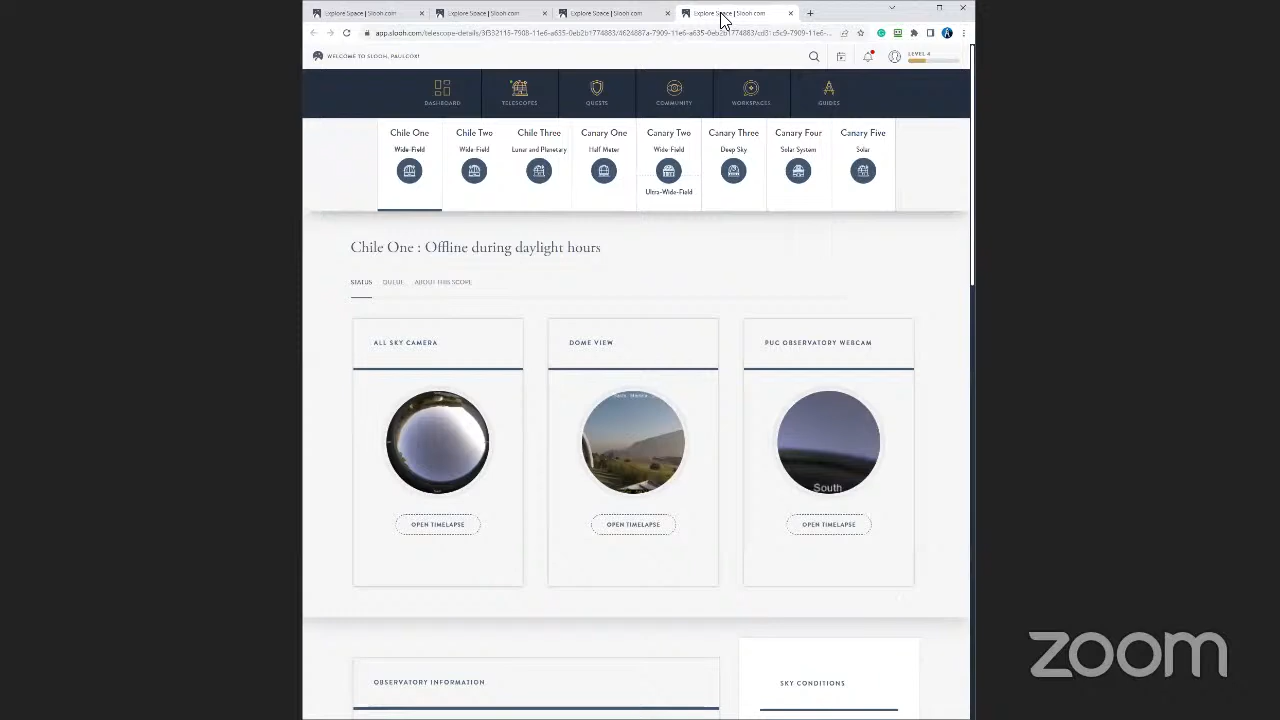 Explore Space | Slooh.com
Explore Space | Slooh.com
Explore Space | Slooh.com
Explore Space | Slooh.com
WELCOME TO SLOOH, PAULCOX!
LEVEL 4
DASHBOARD
TELESCOPES
QUESTS
COMMUNITY
WORKSPACES
GUIDES
Chile One
Chile Two
Chile Three
Canary One
Canary Two
Canary Three
Canary Four
Canary Five
Wide-Field
Wide-Field
Lunar and Planetary
Half Meter
Wide-Field
Deep Sky
Solar System
Solar
Ultra-Wide-Field
Chile One : Offline during daylight hours
STATUS
QUEUE
ABOUT THIS SCOPE
ALL SKY CAMERA
DOME VIEW
PUC OBSERVATORY WEBCAM
South
OPEN TIMELAPSE
OPEN TIMELAPSE
OPEN TIMELAPSE
OBSERVATORY INFORMATION
SKY CONDITIONS
zoom